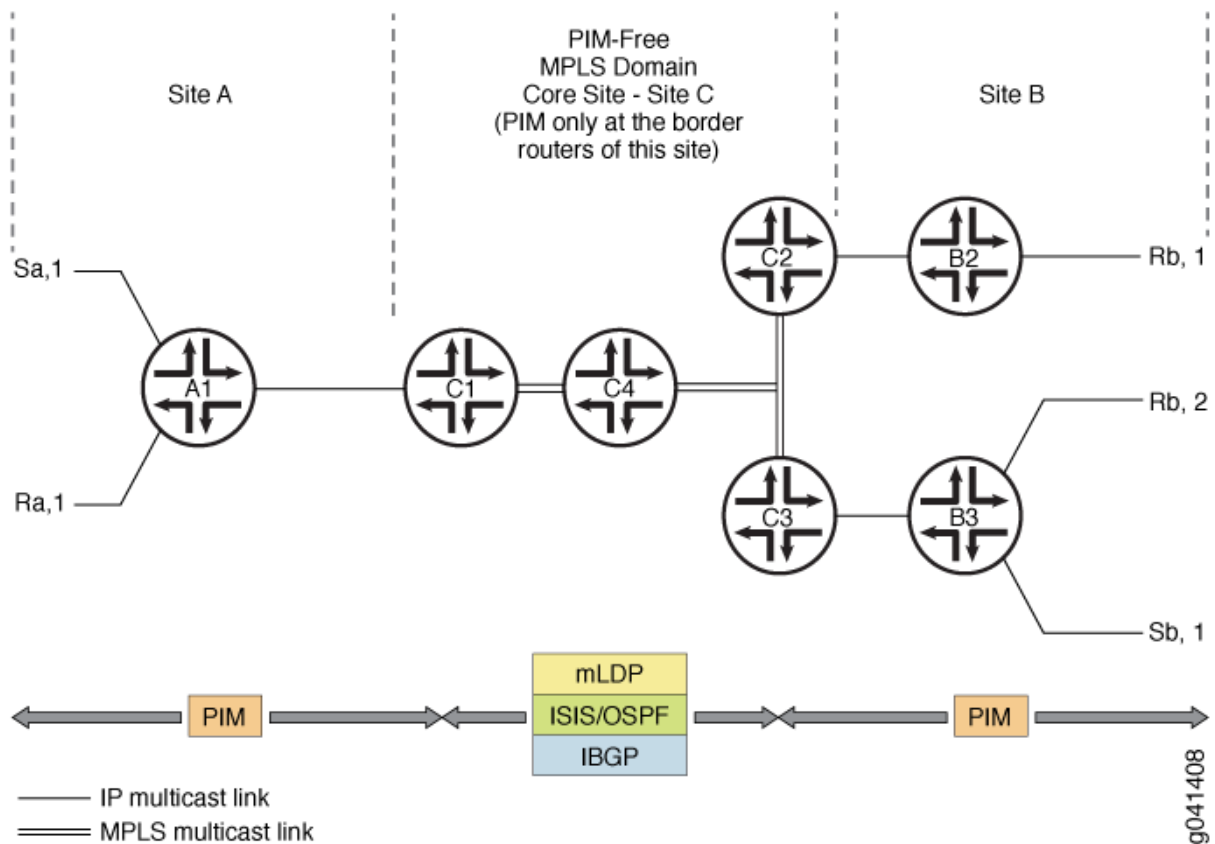 PIM-Free
MPLS Domain
Site A
Core Site - Site C
Site B
(PIM only at the border
routers of this site)
C2
B2
Sa,1
Rb, 1
A1
C1
C4
Rb, 2
Ra,1
C3
B3
Sb, 1
mLDP
PIM
ISIS/OSPF
PIM
IBGP
IP multicast link
MPLS multicast link
g041408